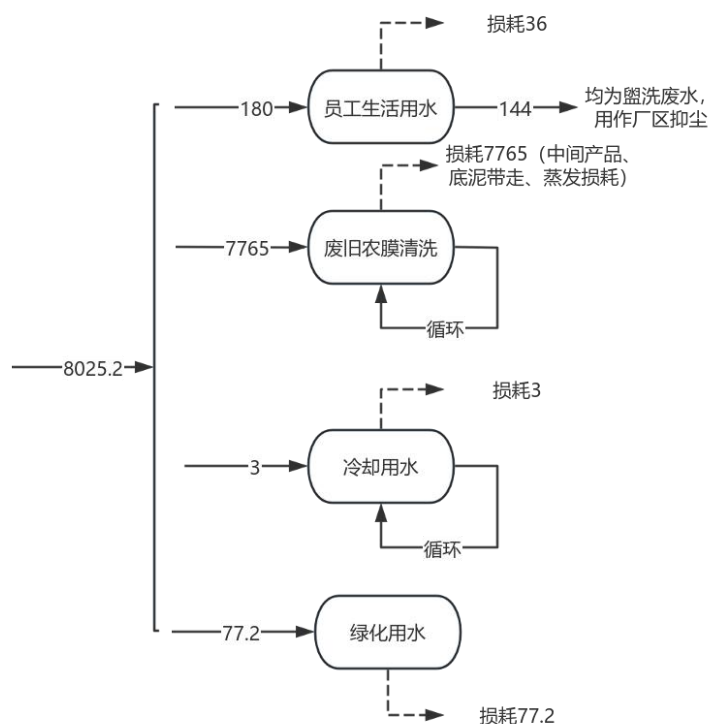 损耗36
180
员工生活用水
144
均为盥洗废水，
用作厂区抑尘
损耗7765（中间产品、
底泥带走、蒸发损耗）
7765
废旧农膜清洗
循环
8025.2
损耗3
3
冷却用水
循环
77.2
绿化用水
损耗77.2